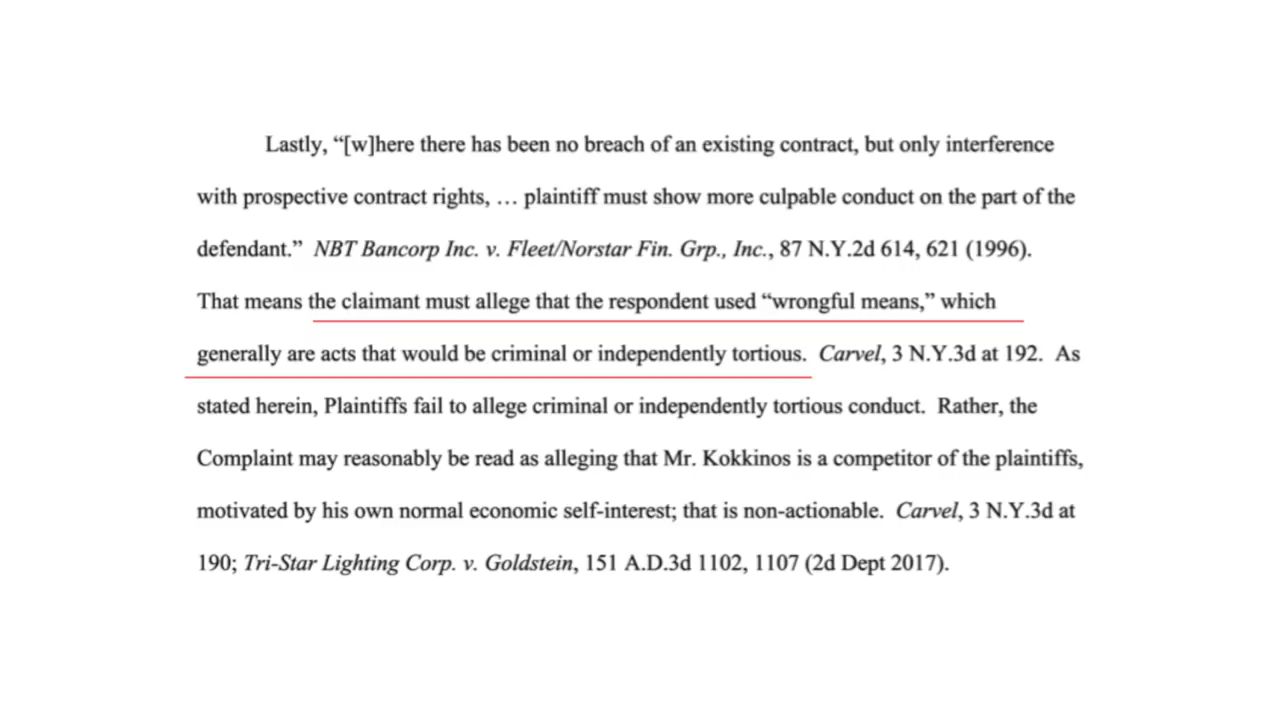 Lastly, “[w]here there has been no breach of an existing contract, but only interference
with prospective contract rights, … plaintiff must show more culpable conduct on the part of the
defendant.” NBT Bancorp Inc. v. Fleet/Norstar Fin. Grp., Inc., 87 N.Y.2d 614, 621 (1996).
That means the claimant must allege that the respondent used “wrongful means,” which
generally are acts that would be criminal or independently tortious. Carvel, 3 N.Y.3d at 192. As
stated herein, Plaintiffs fail to allege criminal or independently tortious conduct. Rather, the
Complaint may reasonably be read as alleging that Mr. Kokkinos is a competitor of the plaintiffs,
motivated by his own normal economic self-interest; that is non-actionable. Carvel, 3 N.Y.3d at
190; Tri-Star Lighting Corp. v. Goldstein, 151 A.D.3d 1102, 1107 (2d Dept 2017).